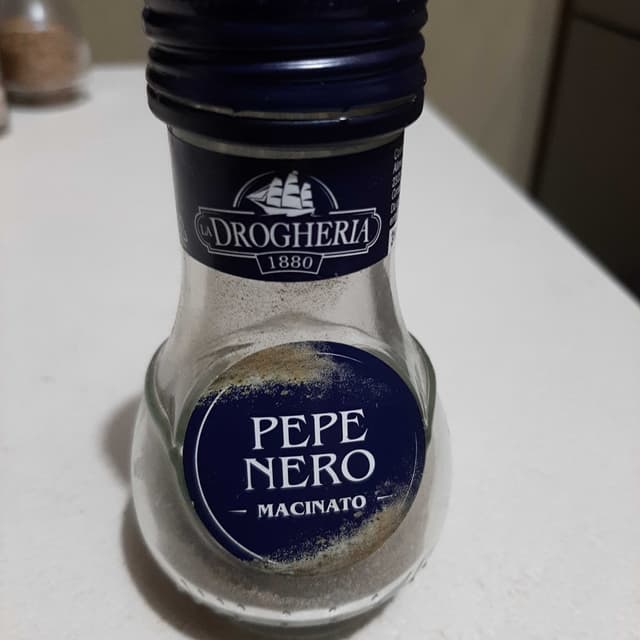 LA DROGHERIA
1880
PEPE
NERO
MACINATO